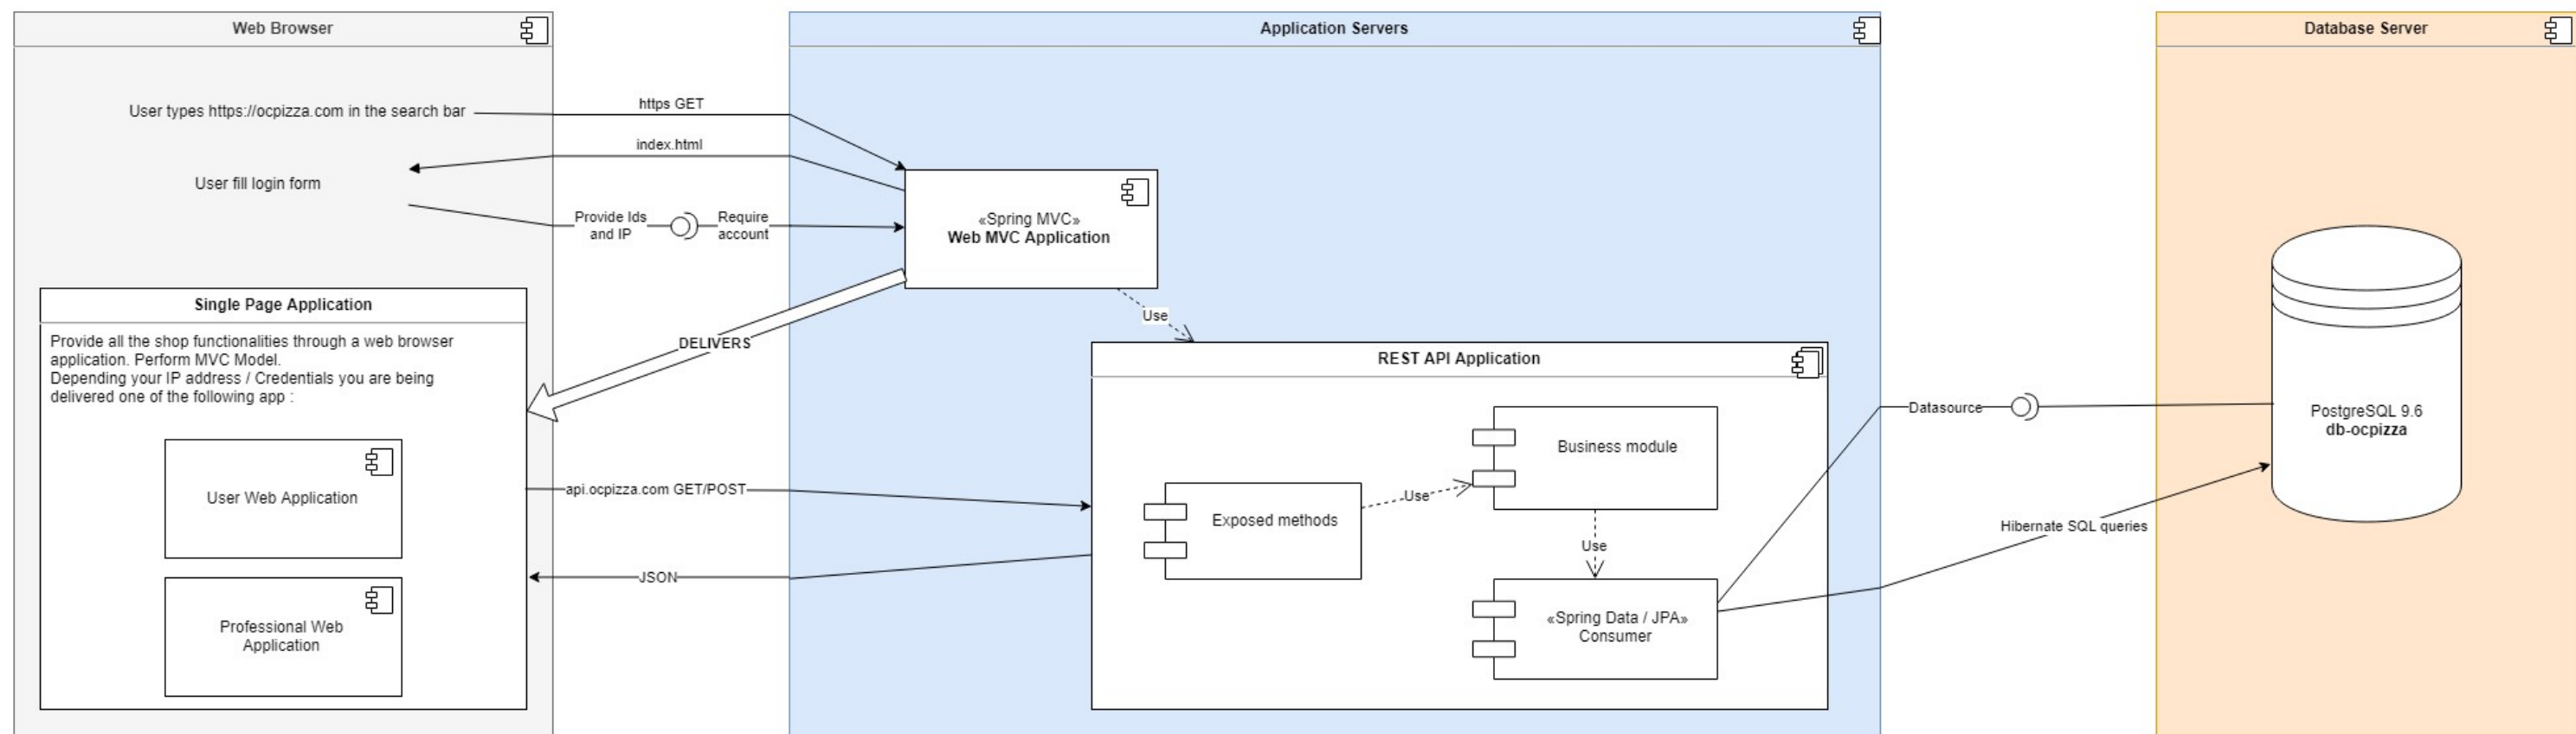 Web Browser
Application Servers
Database Server
User types https://ocpizza.com in the search bar
https GET
index.html
User fill login form
Provide Ids
and IP
Require
account
«Spring MVC»
Web MVC Application
Use
DELIVERS
Single Page Application
Provide all the shop functionalities through a web browser
application. Perform MVC Model.
Depending your IP address / Credentials you are being
delivered one of the following app :
User Web Application
Professional Web
Application
api.ocpizza.com GET/POST
JSON
REST API Application
Exposed methods
Use
Business module
Use
«Spring Data / JPA»
Consumer
Datasource
Hibernate SQL queries
PostgreSQL 9.6
db-ocpizza